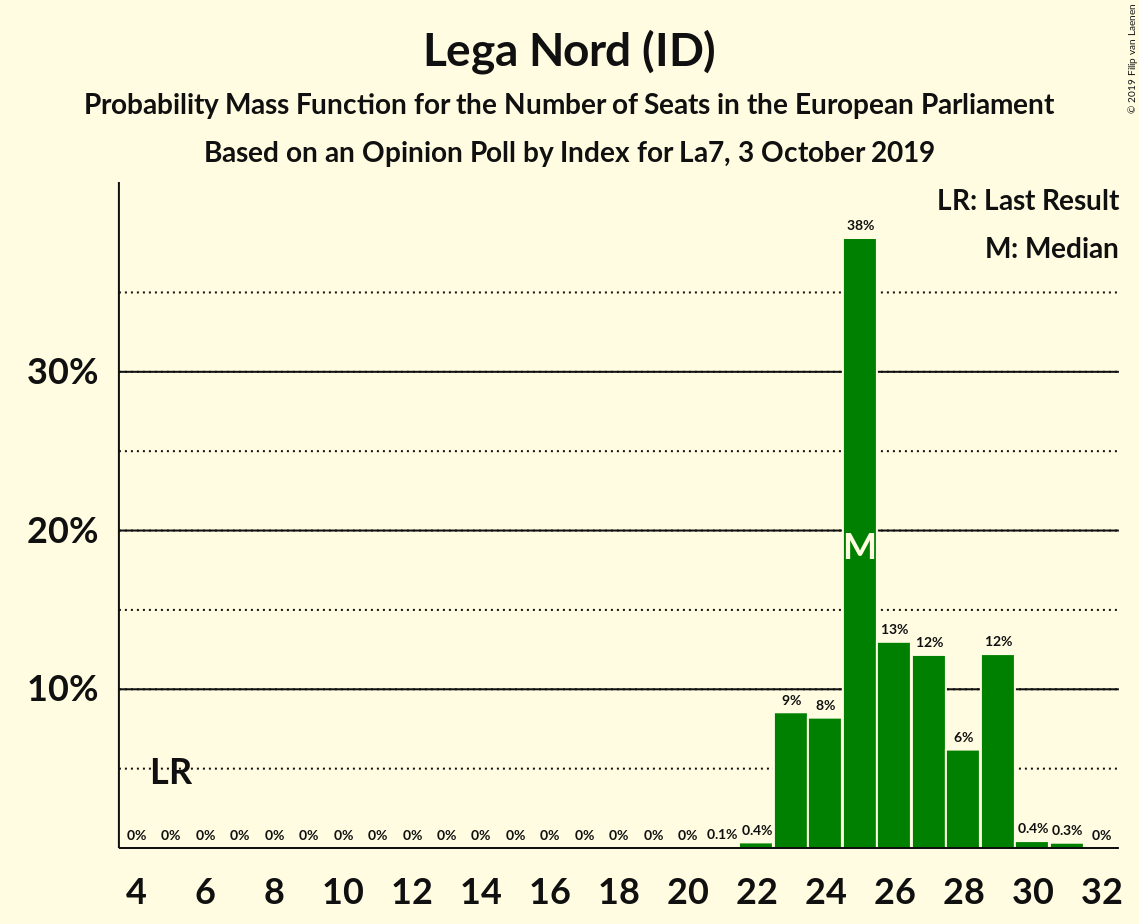 Lega Nord (ID)
Probability Mass Function for the Number of Seats in the European Parliament
Based on an Opinion Poll by Index for La7, 3 October 2019
© 2019 Filip van Laenen
LR: Last Result
M: Median
38%
30%
20%
M
13%
12%
12%
10%
9%
8%
6%
LR
0% 0% 0% 0% 0% 0% 0% 0% 0% 0% 0% 0% 0% 0% 0% 0% 0% 0.1% 0.4% 0.4% 0.3% 0%
4 6 8 10 12 14 16 18 20 22 24 26 28 30 32